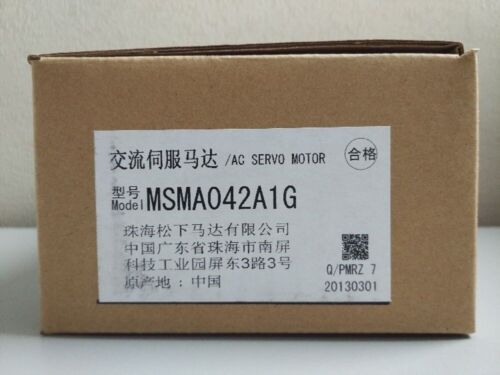 交流伺服马达 /AC SERVO MOTOR
合格
型号
Model MSMA042A1G
珠海松下马达有限公司
中国广东省珠海市南屏
科技工业园屏东3路3号
原产地：中国
Q/PMRZ 7
20130301